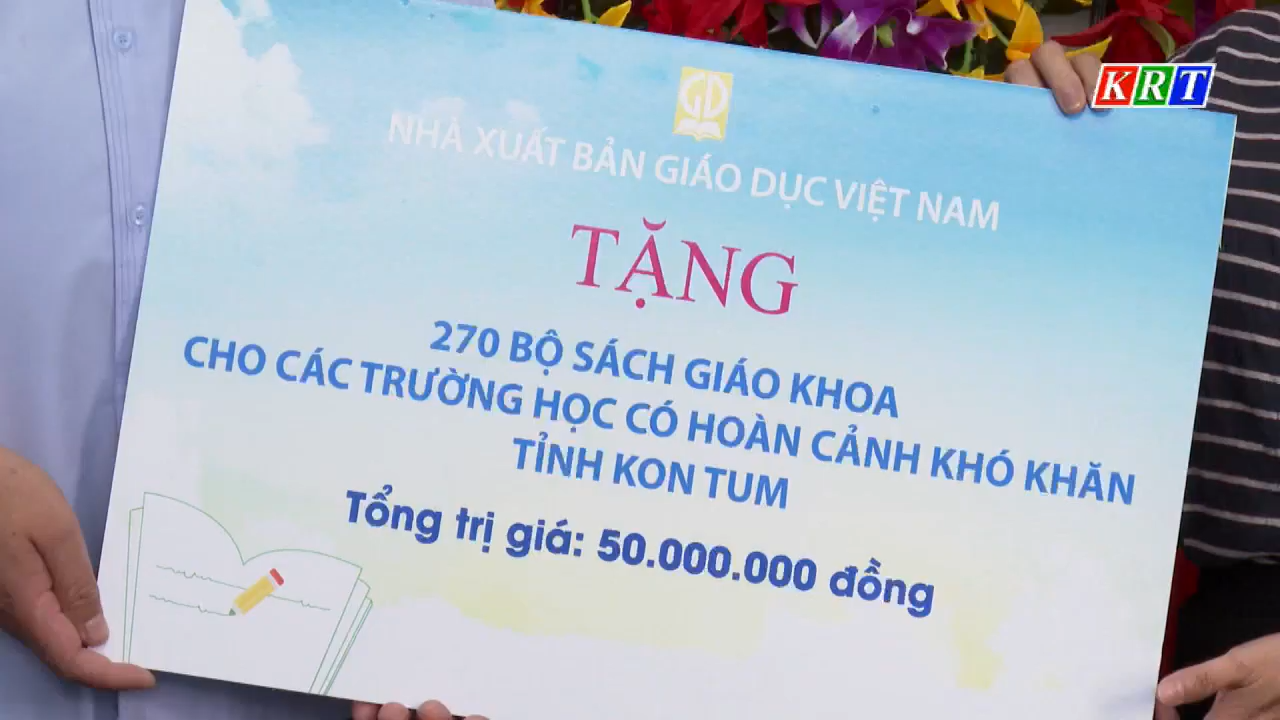 KRT
GD
NHÀ XUẤT BẢN GIÁO DỤC VIỆT NAM
TẶNG
270 BỘ SÁCH GIÁO KHOA
CHO CÁC TRƯỜNG HỌC CÓ HOÀN CẢNH KHÓ KHĂN
TỈNH KON TUM
Tổng trị giá: 50.000.000 đồng